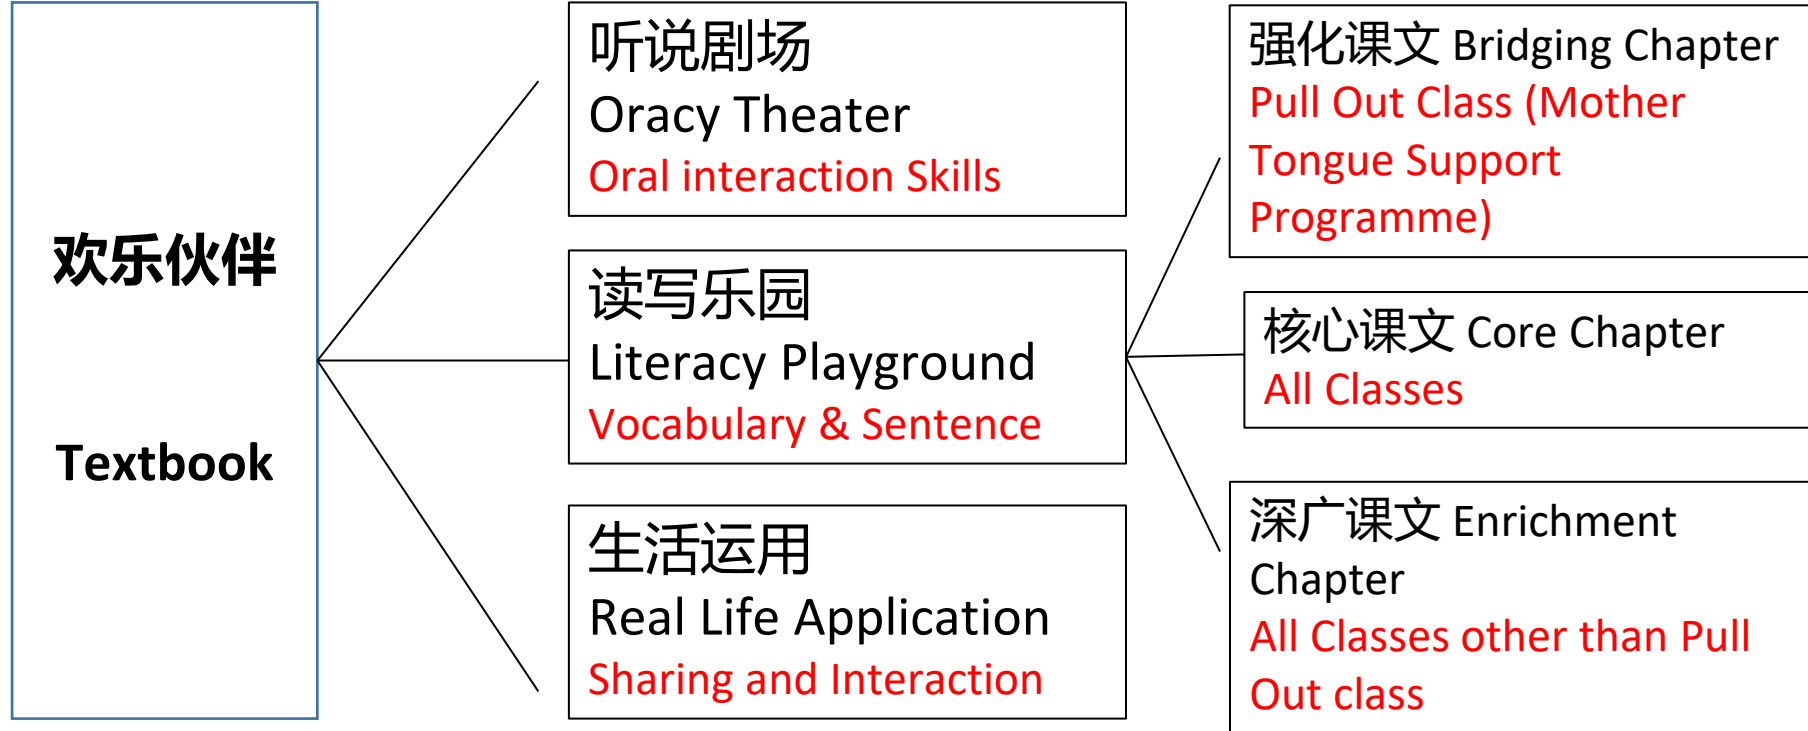 欢乐伙伴
Textbook
听说剧场
Oracy Theater
Oral interaction Skills
读写乐园
Literacy Playground
Vocabulary & Sentence
生活运用
Real Life Application
Sharing and Interaction
强化课文 Bridging Chapter
Pull Out Class (Mother
Tongue Support
Programme)
核心课文 Core Chapter
All Classes
深广课文 Enrichment
Chapter
All Classes other than Pull
Out class